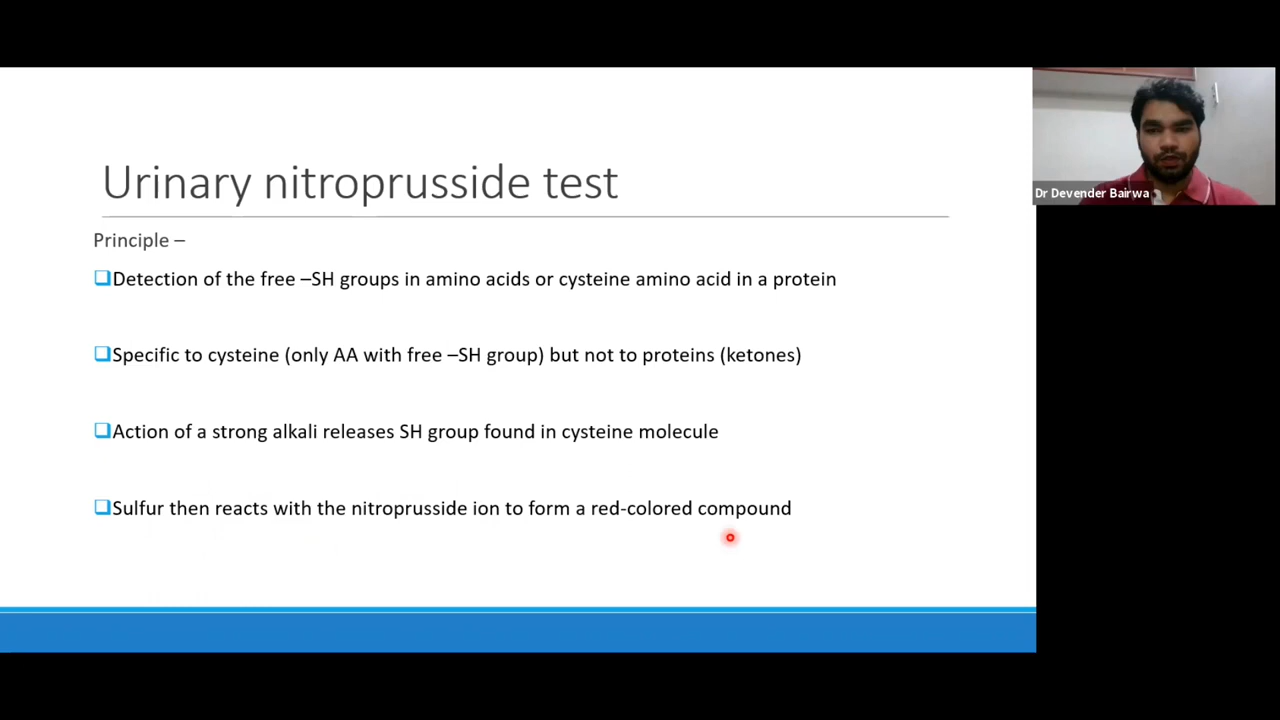 Urinary nitroprusside test
Principle –
Detection of the free –SH groups in amino acids or cysteine amino acid in a protein
Specific to cysteine (only AA with free –SH group) but not to proteins (ketones)
Action of a strong alkali releases SH group found in cysteine molecule
Sulfur then reacts with the nitroprusside ion to form a red-colored compound
Dr Devender Bairwa